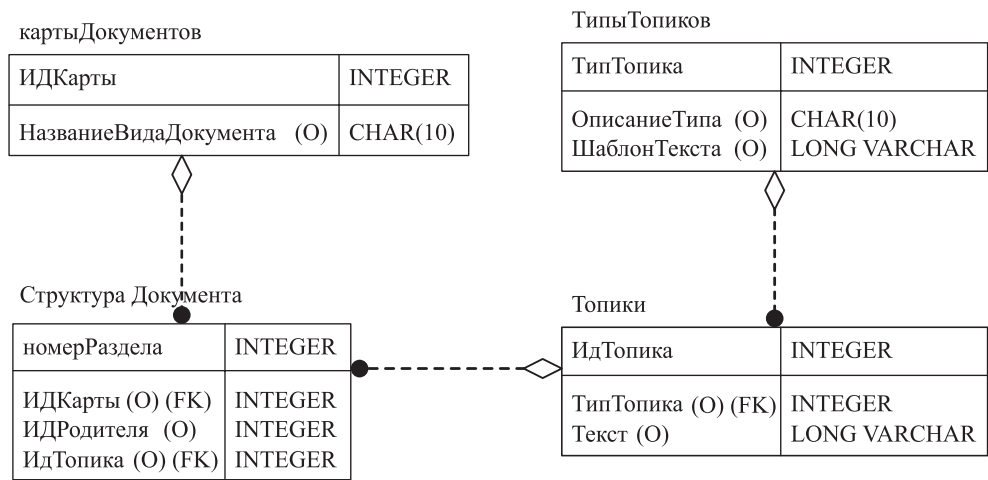 картыДокументов
ИДКарты INTEGER
НазваниеВидаДокумента (О) CHAR(10)
ТипыТопиков
ТипТопика INTEGER
ОписаниеТипа (О) CHAR(10)
ШаблонТекста (О) LONG VARCHAR
Структура Документа
номерРаздела INTEGER
ИДКарты (О) (FK) INTEGER
ИДРодителя (О) INTEGER
ИдТопика (О) (FK) INTEGER
Топики
ИдТопика INTEGER
ТипТопика (О) (FK) INTEGER
Текст (О) LONG VARCHAR